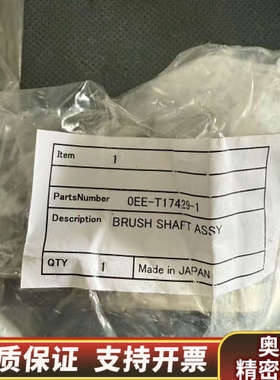 Item 1
PartsNumber 0EE-T17429-1
Description BRUSH SHAFT ASSY
QTY 1 Made in JAPAN
质保证 支持开票
奥
精密